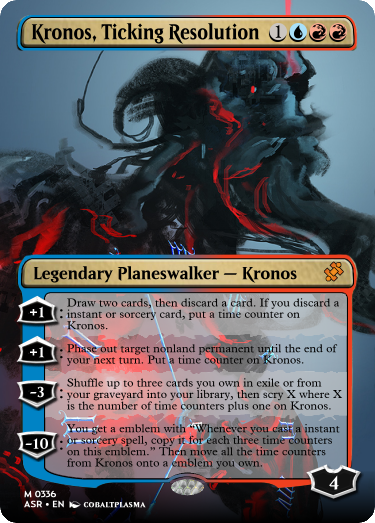 Kronos, Ticking Resolution 1
Legendary Planeswalker — Kronos
+1: Draw two cards, then discard a card. If you discard a
instant or sorcery card, put a time counter on
Kronos.
+1: Phase out target nonland permanent until the end of
your next turn. Put a time counter on Kronos.
-3: Shuffle up to three cards you own in exile or from
your graveyard into your library, then scry X where X
is the number of time counters plus one on Kronos.
-10: You get a emblem with “Whenever you cast a instant
or sorcery spell, copy it for each three time counters
on this emblem.” Then move all the time counters
from Kronos onto a emblem you own.
4
M 0336
ASR • EN COBALTPLASMA